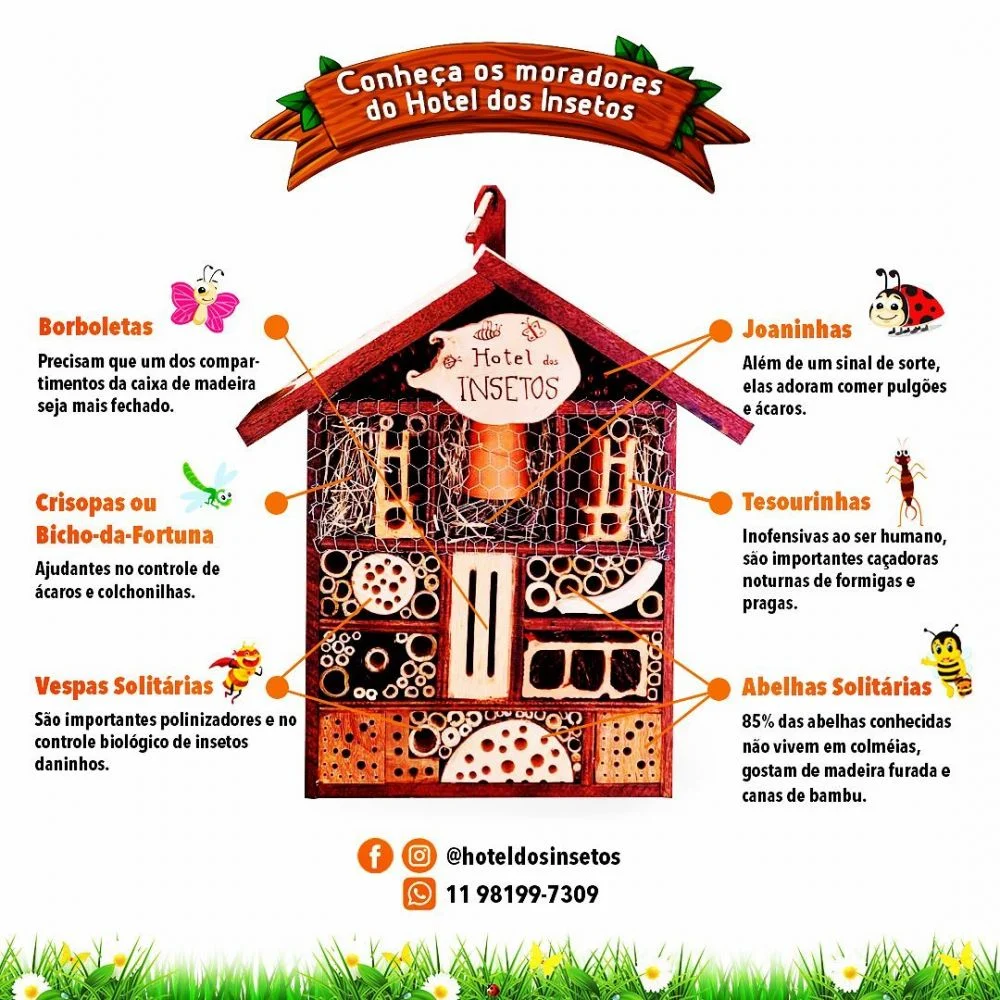 Conheça os moradores
do Hotel dos Insetos
Hotel dos
INSETOS
Borboletas
Precisam que um dos compar-
timentos da caixa de madeira
seja mais fechado.
Crisopas ou
Bicho-da-Fortuna
Ajudantes no controle de
ácaros e colchonilhas.
Vespas Solitárias
São importantes polinizadores e no
controle biológico de insetos
daninhos.
Joaninhas
Além de um sinal de sorte,
elas adoram comer pulgões
e ácaros.
Tesourinhas
Inofensivas ao ser humano,
são importantes caçadoras
noturnas de formigas e
pragas.
Abelhas Solitárias
85% das abelhas conhecidas
não vivem em colméias,
gostam de madeira furada e
canas de bambu.
@hoteldosinsetos
11 98199-7309